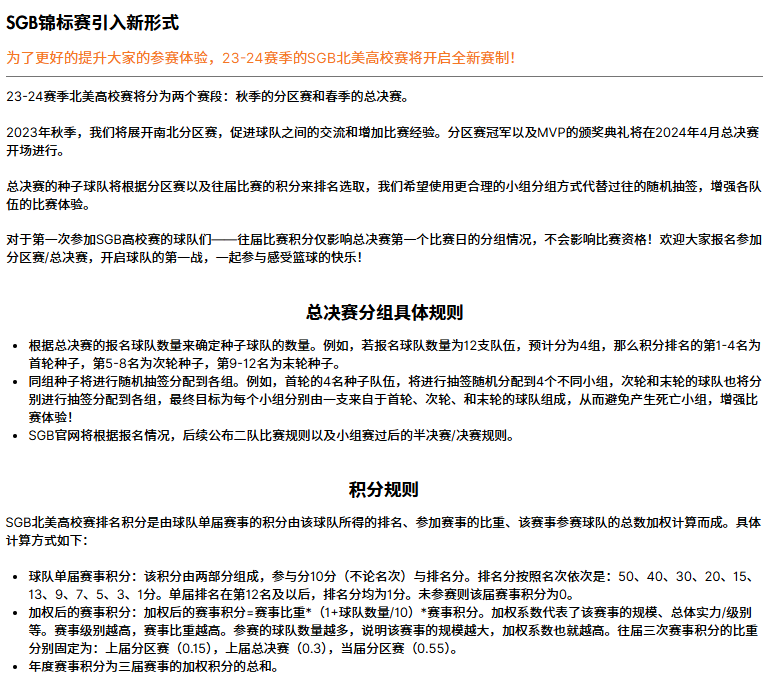 SGB锦标赛引入新形式
为了更好的提升大家的参赛体验，23-24赛季的SGB北美高校赛将开启全新赛制！
23-24赛季北美高校赛将分为两个赛段：秋季的分区赛和春季的总决赛。
2023年秋季，我们将展开南北分区赛，促进球队之间的交流和增加比赛经验。分区赛冠军以及MVP的颁奖典礼将在2024年4月总决赛
开场进行。
总决赛的种子球队将根据分区赛以及往届比赛的积分来排名选取，我们希望使用更合理的小组分组方式代替过往的随机抽签，增强各队
伍的比赛体验。
对于第一次参加SGB高校赛的球队们——往届比赛积分仅影响总决赛第一个比赛日的分组情况，不会影响比赛资格！欢迎大家报名参加
分区赛/总决赛，开启球队的第一战，一起参与感受篮球的快乐！
总决赛分组具体规则
• 根据总决赛的报名球队数量来确定种子球队的数量。例如，若报名球队数量为12支队伍，预计分为4组，那么积分排名的第1-4名为
首轮种子，第5-8名为次轮种子，第9-12名为末轮种子。
• 同组种子将进行随机抽签分配到各组。例如，首轮的4名种子队伍，将进行抽签随机分配到4个不同小组，次轮和末轮的球队也将分
别进行抽签分配到各组，最终目标为每个小组分别由一支来自于首轮、次轮、和末轮的球队组成，从而避免产生死亡小组，增强比
赛体验！
• SGB官网将根据报名情况，后续公布二队比赛规则以及小组赛过后的半决赛/决赛规则。
积分规则
SGB北美高校赛排名积分是由球队单届赛事的积分由该球队所得的排名、参加赛事的比重、该赛事参赛球队的总数加权计算而成。具体
计算方式如下：
• 球队单届赛事积分：该积分由两部分组成，参与分10分（不论名次）与排名分。排名分按照名次依次是：50、40、30、20、15、
13、9、7、5、3、1分。单届排名在第12名及以后，排名分均为1分。未参赛则该届赛事积分为0。
• 加权后的赛事积分：加权后的赛事积分=赛事比重*（1+球队数量/10）*赛事积分。加权系数代表了该赛事的规模、总体实力/级别
等。赛事级别越高，赛事比重越高。参赛的球队数量越多，说明该赛事的规模越大，加权系数也就越高。往届三次赛事积分的比重
分别固定为：上届分区赛（0.15），上届总决赛（0.3），当届分区赛（0.55）。
• 年度赛事积分为三届赛事的加权积分的总和。